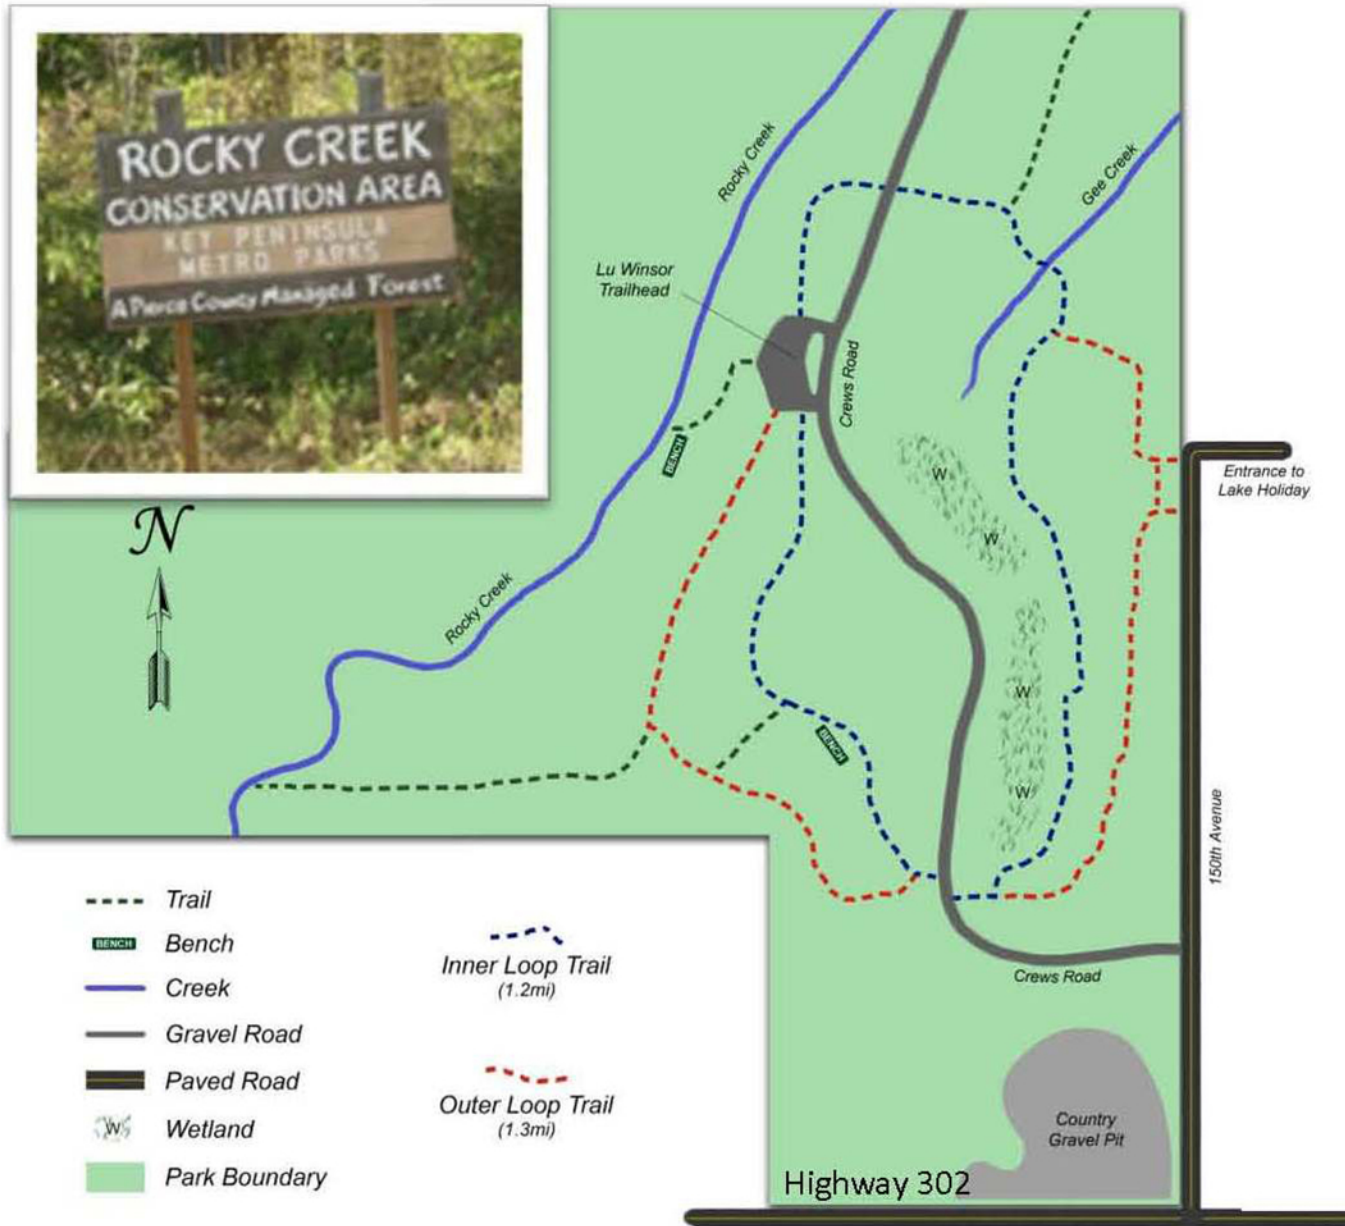 ROCKY CREEK
CONSERVATION AREA
KEY PENINSULA
METRO PARKS
A Pierce County Managed Forest
N
Rocky Creek
Gee Creek
Lu Winsor
Trailhead
Crews Road
BENCH
W
W
Entrance to
Lake Holiday
Rocky Creek
W
BENCH
W
150th Avenue
Crews Road
Country
Gravel Pit
Highway 302
Trail
BENCH
Bench
Creek
Gravel Road
Paved Road
W
Wetland
Park Boundary
Inner Loop Trail
(1.2mi)
Outer Loop Trail
(1.3mi)